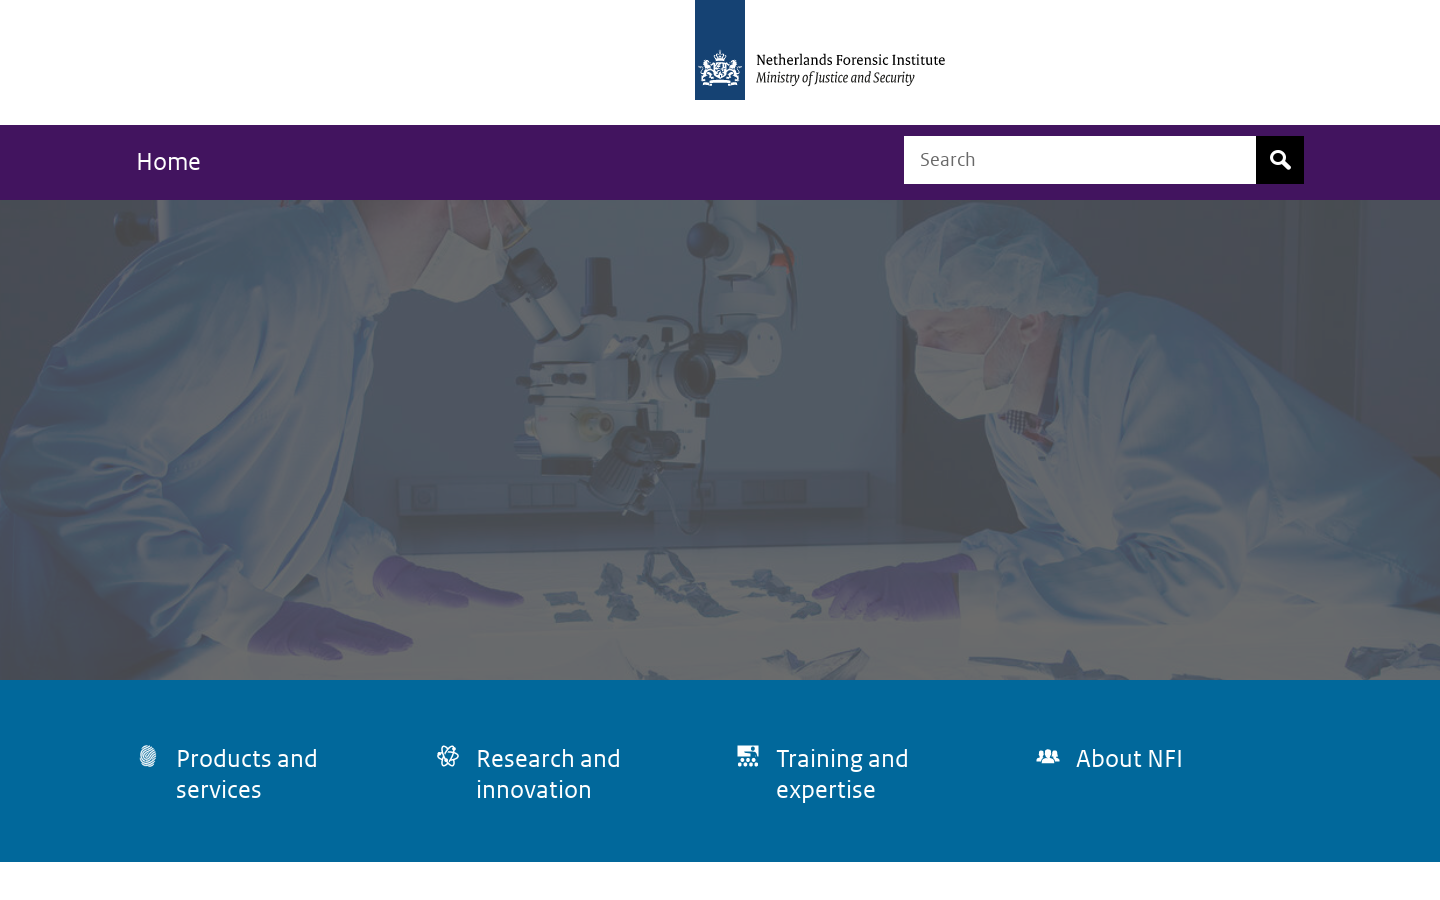 Netherlands Forensic Institute
Ministry of Justice and Security
Home
Search
Products and
services
Research and
innovation
Training and
expertise
About NFI